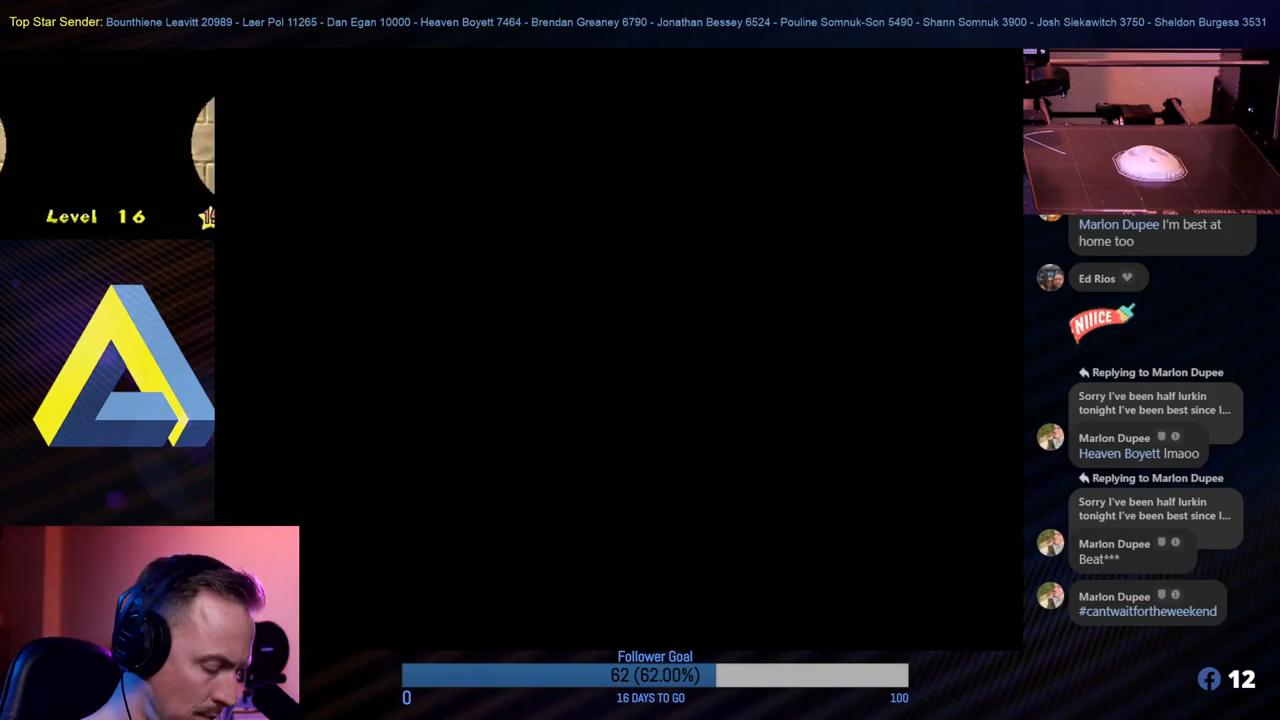 Top Star Sender: Bounthiene Leavitt 20989 - Laer Pol 11265 - Dan Egan 10000 - Heaven Boyett 7464 - Brendan Greaney 6790 - Jonathan Bessey 6524 - Pouline Somnuk-Son 5490 - Shann Somnuk 3900 - Josh Siekawitch 3750 - Sheldon Burgess 3531
Level 16
ORIGINAL PRUSA
Marlon Dupee I'm best at
home too
Ed Rios
NIIICE
Replying to Marlon Dupee
Sorry I've been half lurkin
tonight I've been best since I...
Marlon Dupee
Heaven Boyett lmaoo
Replying to Marlon Dupee
Sorry I've been half lurkin
tonight I've been best since I...
Marlon Dupee
Beat***
Marlon Dupee
#cantwaitfortheweekend
Follower Goal
62 (62.00%)
0
16 DAYS TO GO
100
12